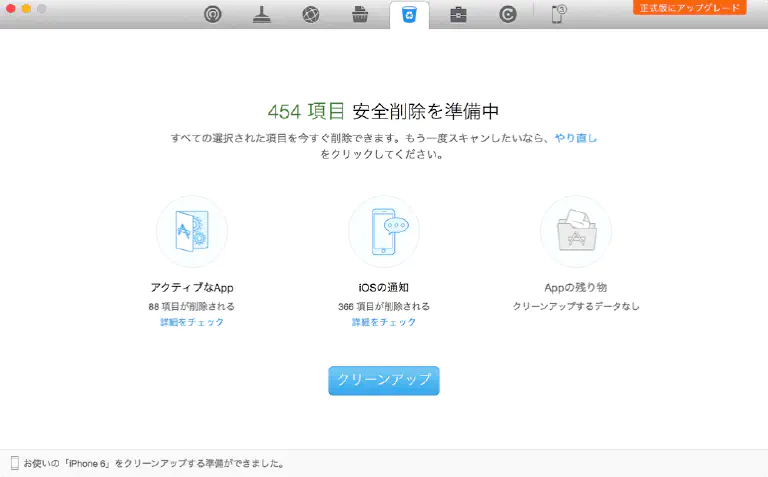 正式版にアップグレード
3
454 項目 安全削除を準備中
すべての選択された項目を今すぐ削除できます。もう一度スキャンしたいなら、やり直し
をクリックしてください。
アクティブなApp
88 項目が削除される
詳細をチェック
iOSの通知
366 項目が削除される
詳細をチェック
Appの残り物
クリーンアップするデータなし
クリーンアップ
お使いの「iPhone 6」をクリーンアップする準備ができました。